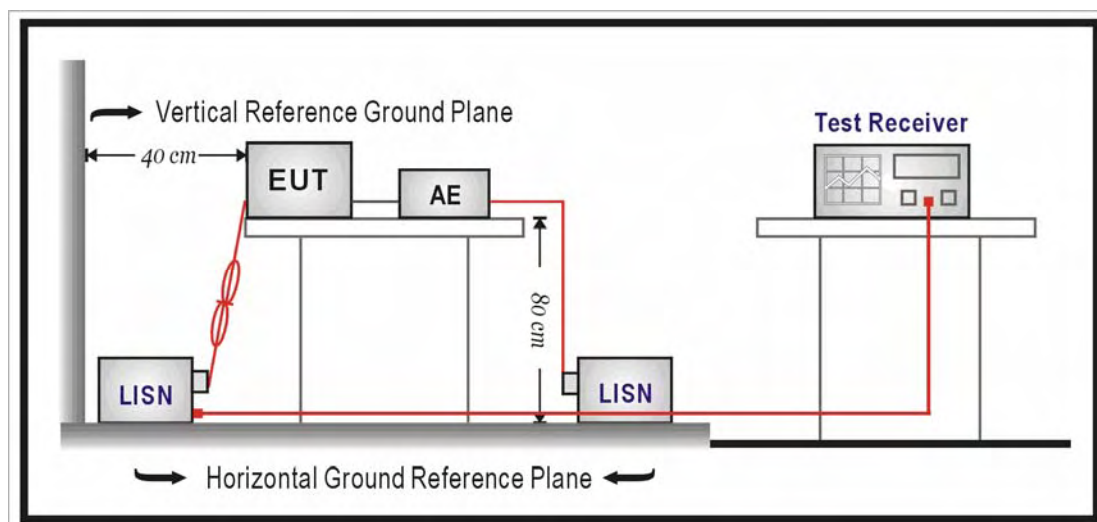 Vertical Reference Ground Plane
Test Receiver
40 cm
EUT
AE
80 cm
LISN
LISN
Horizontal Ground Reference Plane